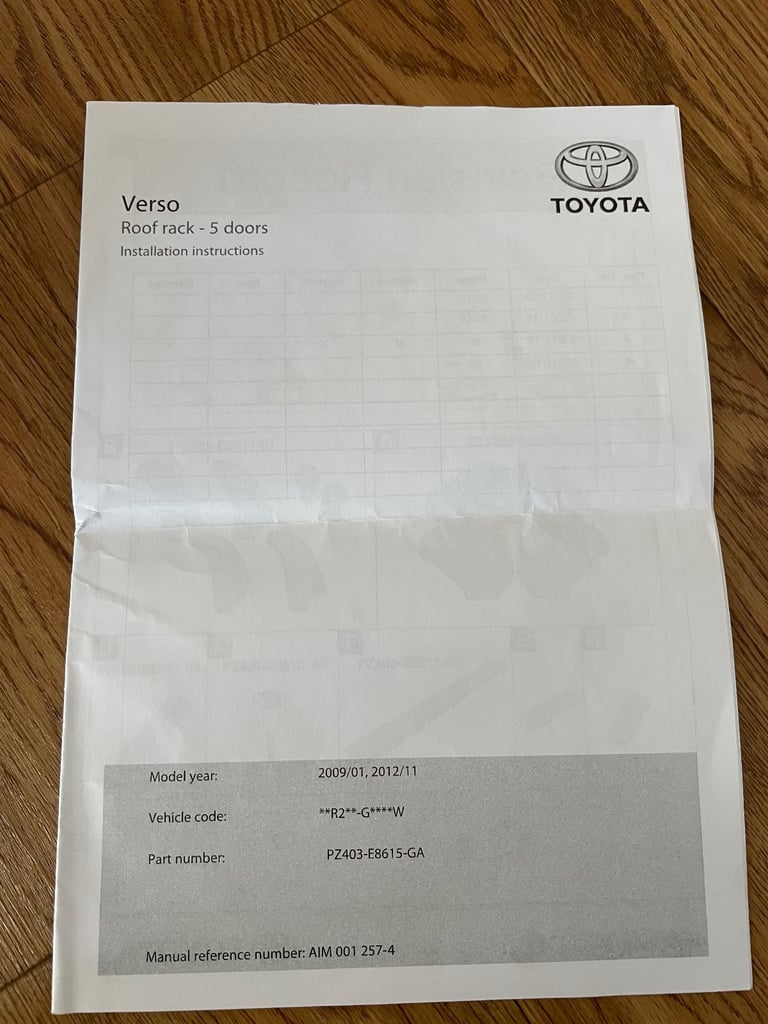 TOYOTA
Verso
Roof rack - 5 doors
Installation instructions
Model year: 2009/01, 2012/11
Vehicle code: **R2**-G****W
Part number: PZ403-E8615-GA
Manual reference number: AIM 001 257-4